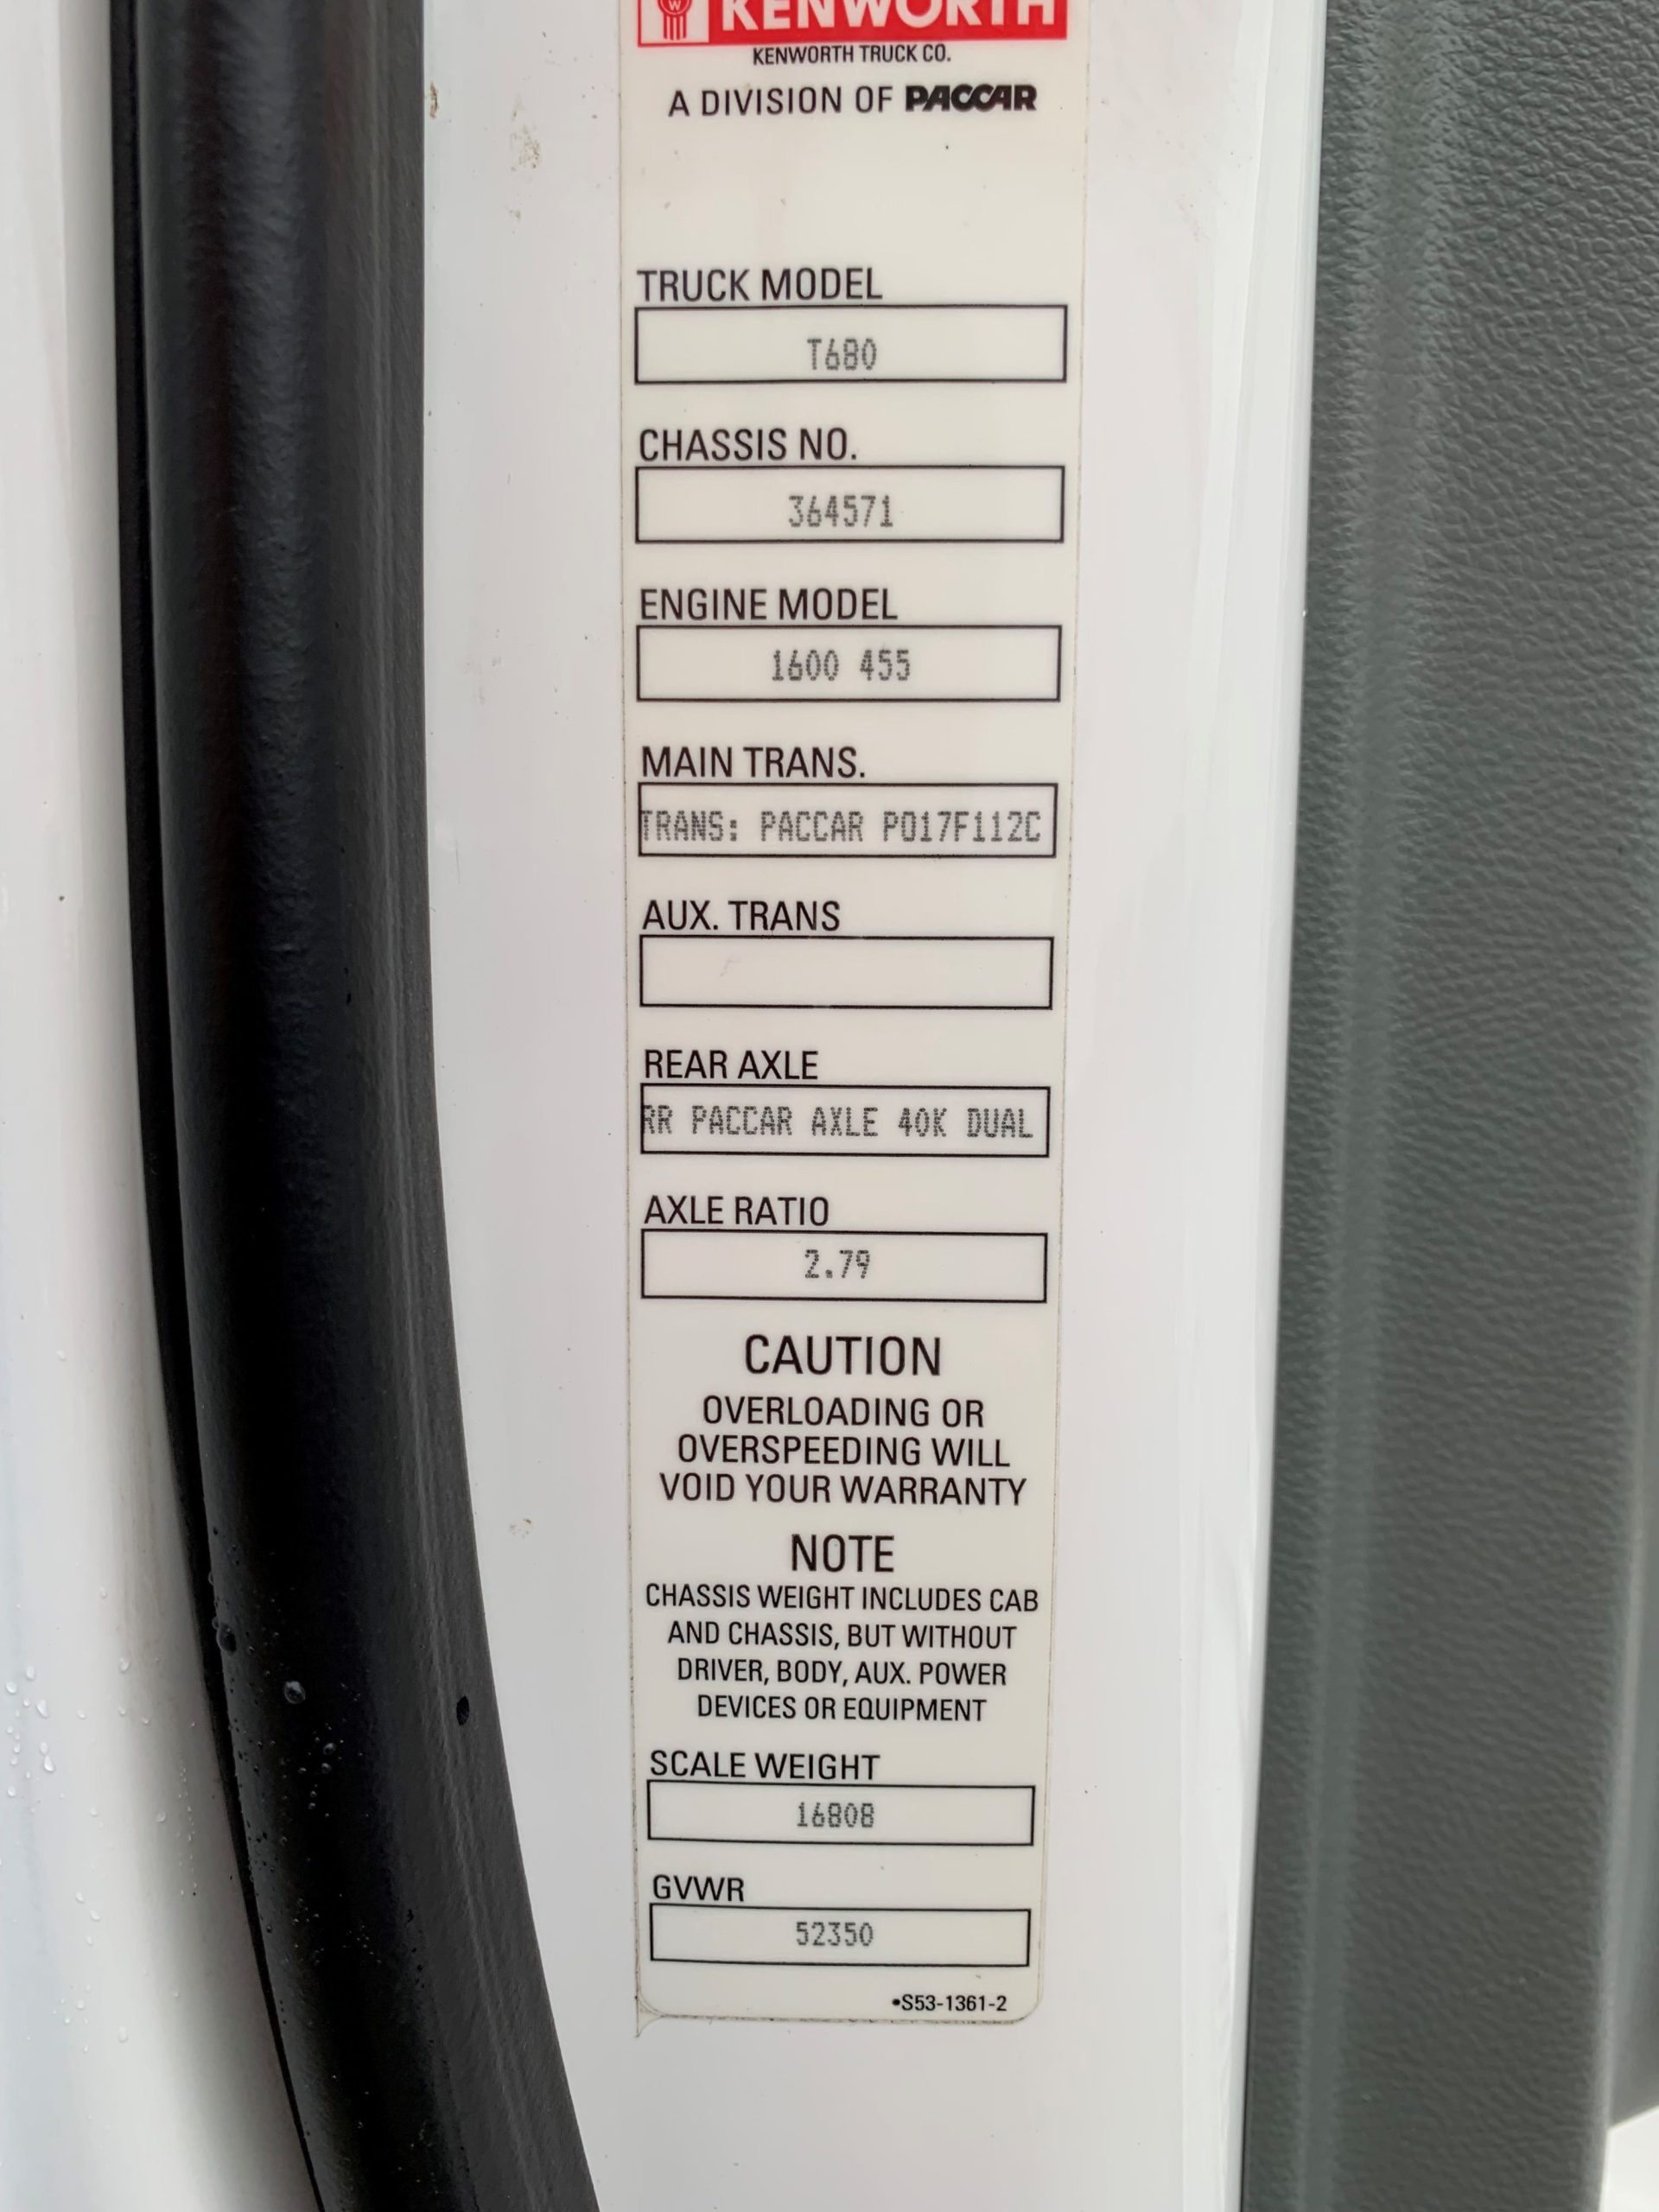 KENWORTH
KENWORTH TRUCK CO.
A DIVISION OF PACCAR
TRUCK MODEL
T680
CHASSIS NO.
364571
ENGINE MODEL
1600 455
MAIN TRANS.
TRANS: PACCAR PO17F112C
AUX. TRANS
REAR AXLE
RR PACCAR AXLE 40K DUAL
AXLE RATIO
2.79
CAUTION
OVERLOADING OR
OVERSPEEDING WILL
VOID YOUR WARRANTY
NOTE
CHASSIS WEIGHT INCLUDES CAB
AND CHASSIS, BUT WITHOUT
DRIVER, BODY, AUX. POWER
DEVICES OR EQUIPMENT
SCALE WEIGHT
16808
GVWR
52350
•S53-1361-2